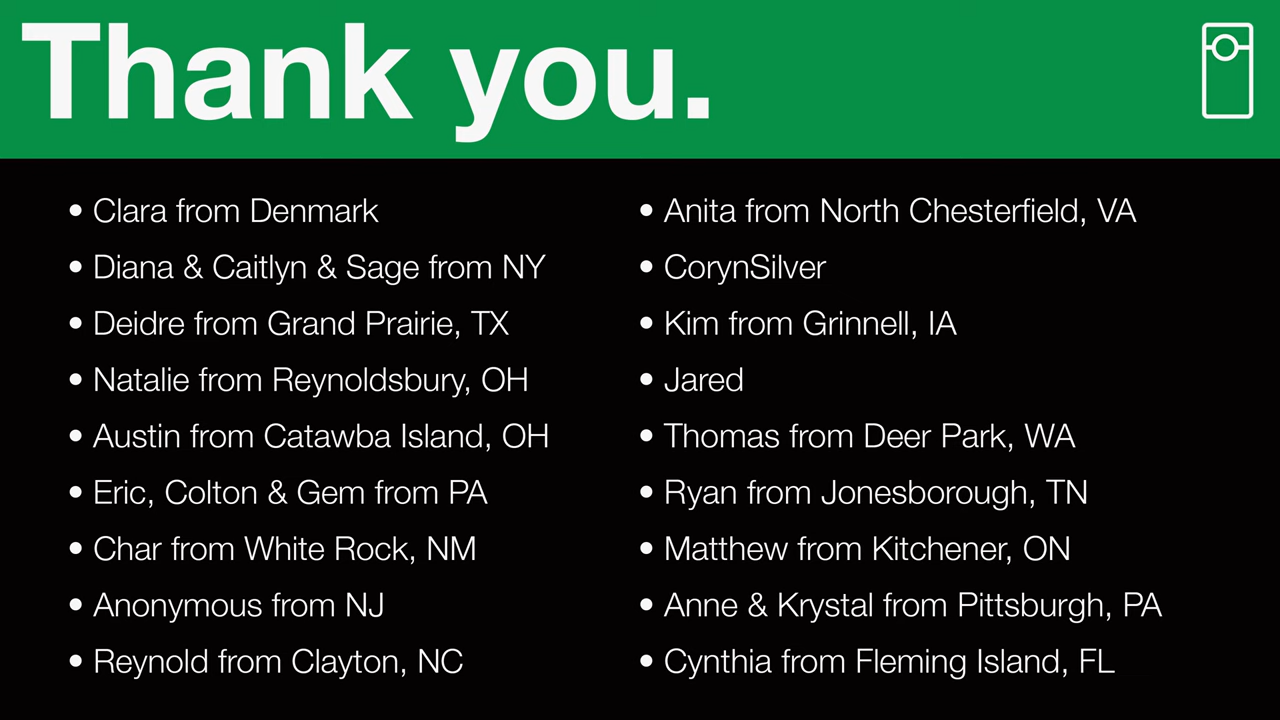 Thank you.
• Clara from Denmark
• Diana & Caitlyn & Sage from NY
• Deidre from Grand Prairie, TX
• Natalie from Reynoldsbury, OH
• Austin from Catawba Island, OH
• Eric, Colton & Gem from PA
• Char from White Rock, NM
• Anonymous from NJ
• Reynold from Clayton, NC
• Anita from North Chesterfield, VA
• CorynSilver
• Kim from Grinnell, IA
• Jared
• Thomas from Deer Park, WA
• Ryan from Jonesborough, TN
• Matthew from Kitchener, ON
• Anne & Krystal from Pittsburgh, PA
• Cynthia from Fleming Island, FL